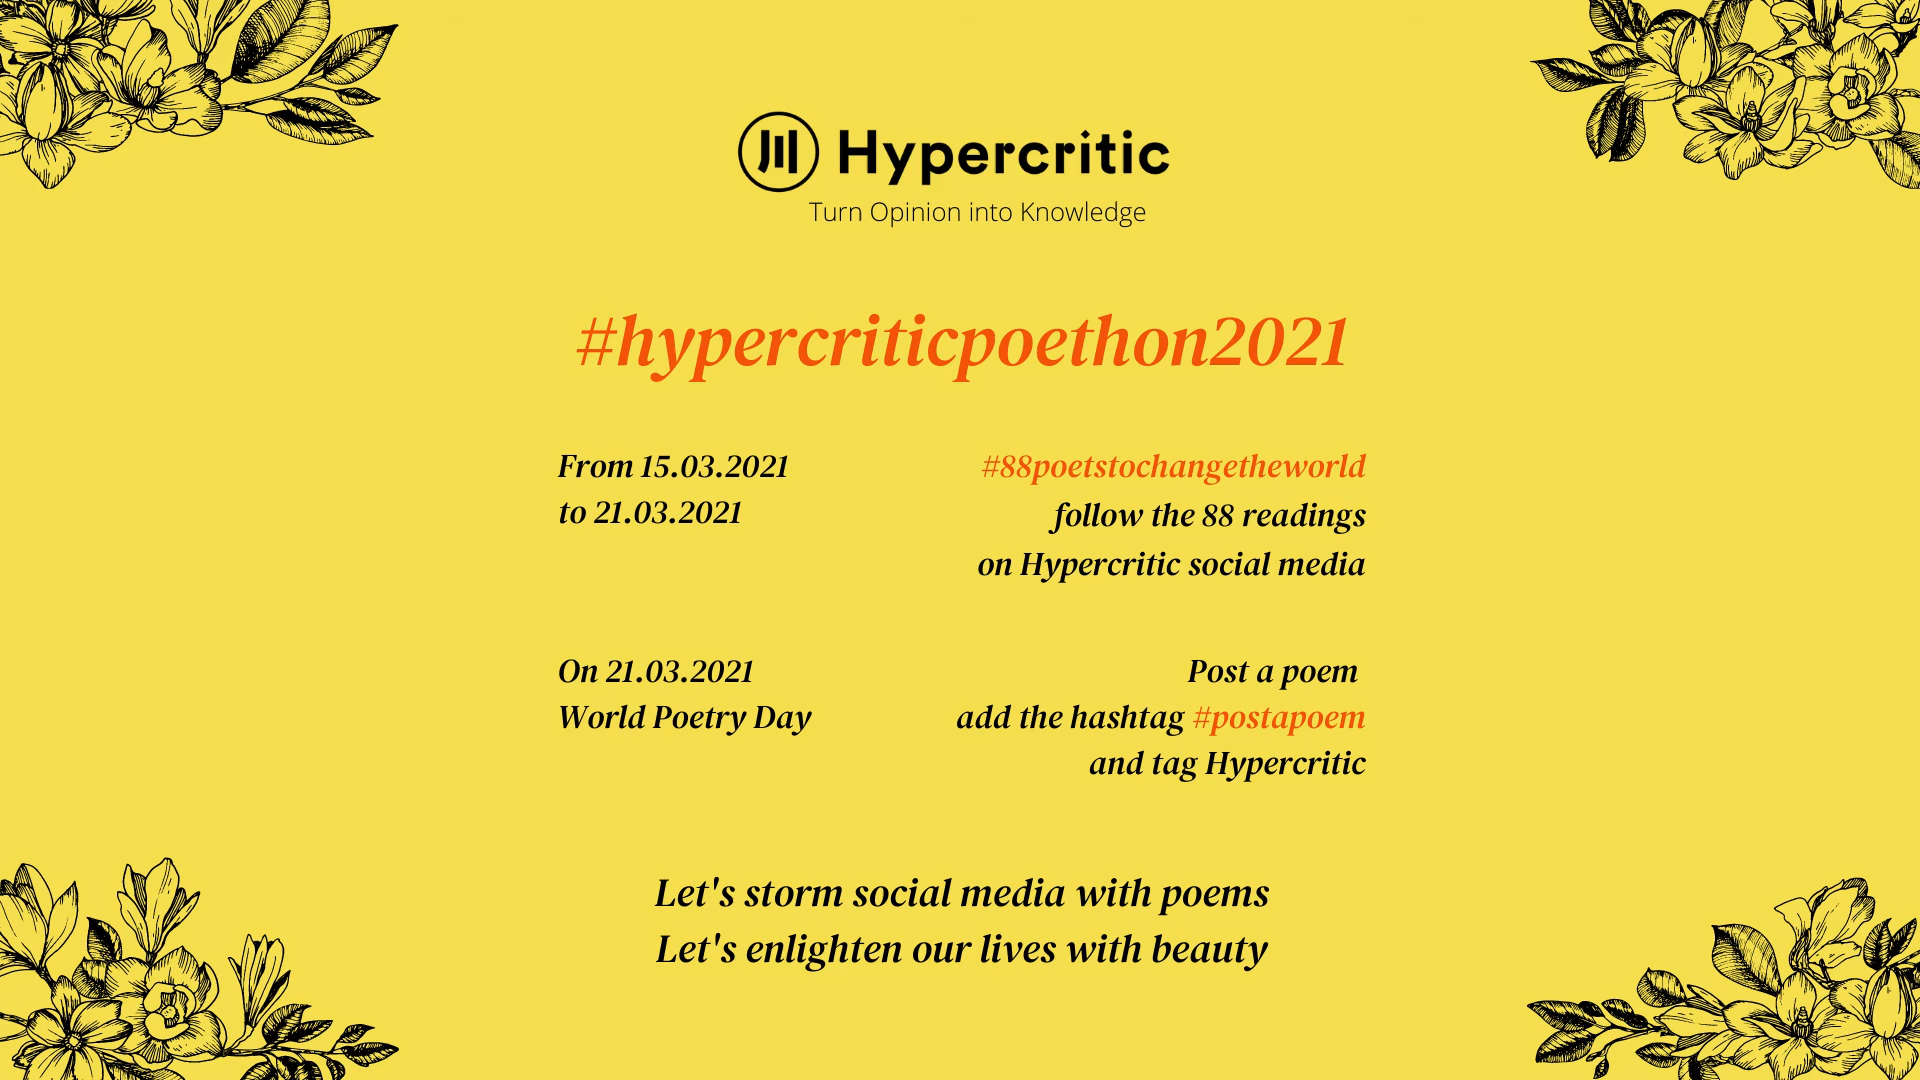 Hypercritic
Turn Opinion into Knowledge
#hypercriticpoethon2021
From 15.03.2021
to 21.03.2021
#88poetstochangetheworld
follow the 88 readings
on Hypercritic social media
On 21.03.2021
World Poetry Day
Post a poem
add the hashtag #postapoem
and tag Hypercritic
Let's storm social media with poems
Let's enlighten our lives with beauty